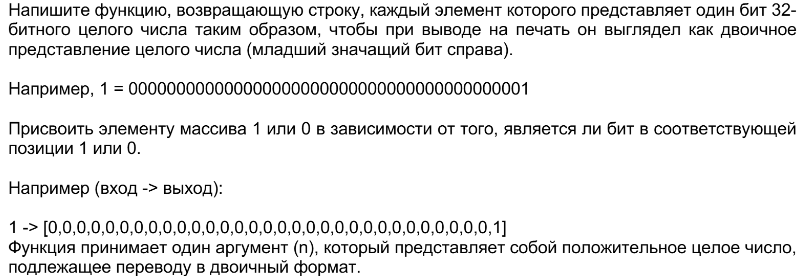 Напишите функцию, возвращающую строку, каждый элемент которого представляет один бит 32-
битного целого числа таким образом, чтобы при выводе на печать он выглядел как двоичное
представление целого числа (младший значащий бит справа).
Например, 1 = 00000000000000000000000000000000000000000001
Присвоить элементу массива 1 или 0 в зависимости от того, является ли бит в соответствующей
позиции 1 или 0.
Например (вход -> выход):
1 -> [0,0,0,0,0,0,0,0,0,0,0,0,0,0,0,0,0,0,0,0,0,0,0,0,0,0,0,0,0,0,0,1]
Функция принимает один аргумент (n), который представляет собой положительное целое число,
подлежащее переводу в двоичный формат.